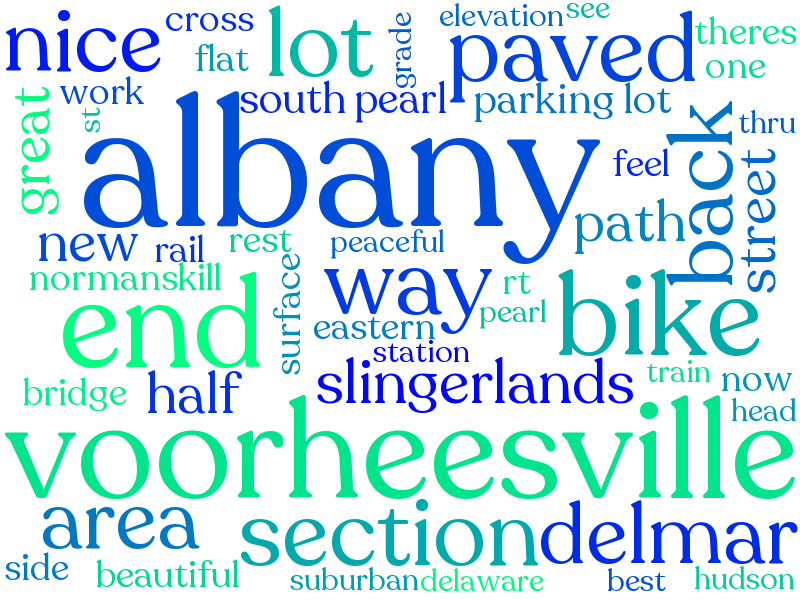 cross
elevation
see
nice
lot
grade
paved
theres
flat
one
work
south pearl
parking lot
great
st
albany
back
thru
feel
street
path
new
rail
rest
peaceful
normanskill
surface
way
rt
bike
end
pearl
eastern
station
slingerlands
train
now
bridge
half
head
voorheesville
area
section
delmar
side
beautiful
suburban
delaware
best
hudson